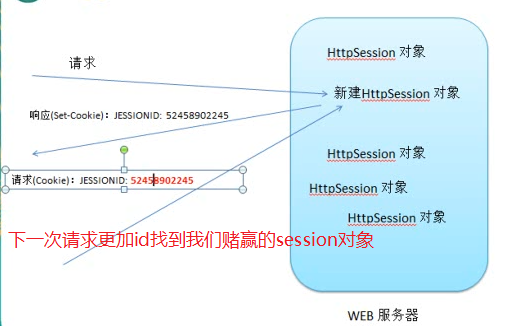 HttpSession 对象
请求
新建HttpSession 对象
响应(Set-Cookie)：JESSIONID: 52458902245
HttpSession 对象
请求(Cookie)：JESSIONID: 52458902245
HttpSession 对象
HttpSession 对象
下一次请求更加id找到我们赌赢的session对象
WEB 服务器